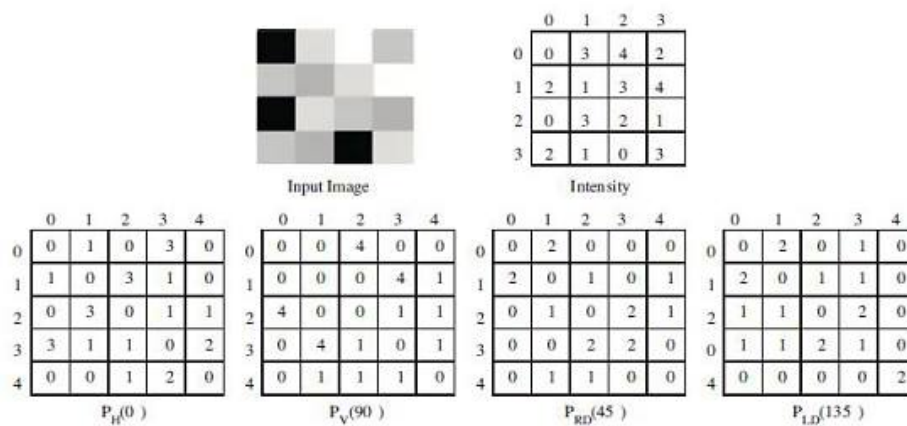 0 1 2 3
0 0 3 4 2
1 2 1 3 4
2 0 3 2 1
3 2 1 0 3
Input Image
Intensity
0 1 2 3 4
0 0 1 0 3 0
1 1 0 3 1 0
2 0 3 0 1 1
3 3 1 1 0 2
4 0 0 1 2 0
P_H(0 )
0 1 2 3 4
0 0 0 4 0 0
1 0 0 0 4 1
2 4 0 0 1 1
3 0 4 1 0 1
4 0 1 1 1 0
P_V(90 )
0 1 2 3 4
0 0 2 0 0 0
1 2 0 1 0 1
2 0 1 0 2 1
3 0 0 2 2 0
4 0 1 1 0 0
P_RD(45 )
0 1 2 3 4
0 0 2 0 1 0
1 2 0 1 1 0
2 1 1 0 2 0
0 1 1 2 1 0
4 0 0 0 0 2
P_LD(135 )